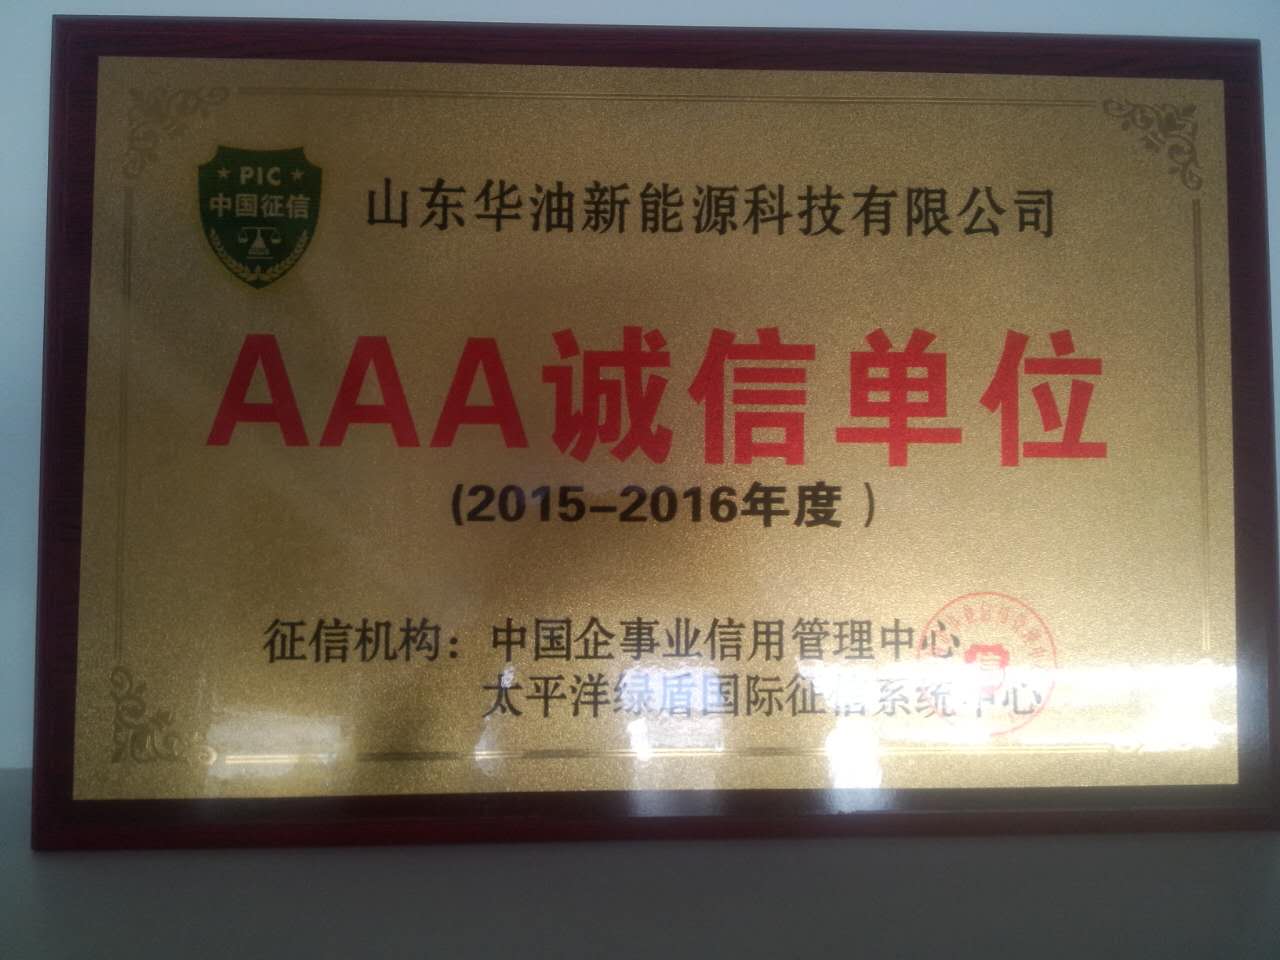 PIC
中国征信
山东华油新能源科技有限公司
AAA诚信单位
(2015-2016年度)
征信机构：中国企事业信用管理中心
太平洋绿盾国际征信系统中心